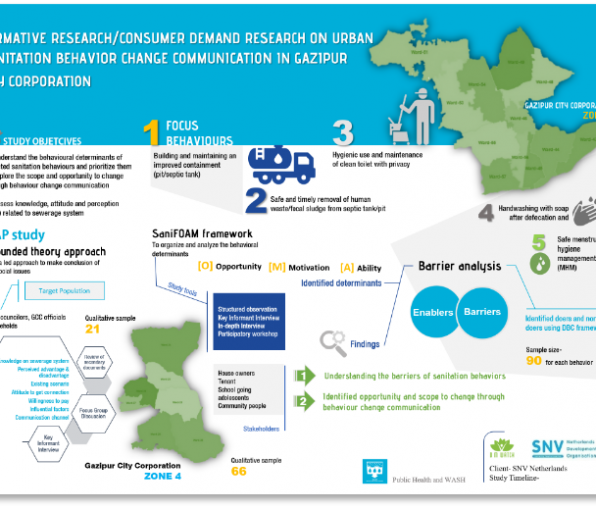 RMATIVE RESEARCH/CONSUMER DEMAND RESEARCH ON URBAN
NITATION BEHAVIOR CHANGE COMMUNICATION IN GAZIPUR
Y CORPORATION
GAZIPUR CITY CORPORA
ZO
STUDY OBJETCIVES
derstand the behavioural determinants of
ted sanitation behaviours and prioritize them
plore the scope and opportunity to change
ugh behaviour change communication
sess knowledge, attitude and perception
) related to sewerage system
1 FOCUS
BEHAVIOURS
Building and maintaining an
improved containment
(pit/septic tank)
2 Safe and timely removal of human
waste/fecal sludge from septic tank/pit
3
Hygienic use and maintenance
of clean toilet with privacy
4 Handwashing with soap
after defecation and
5 Safe menstru
hygiene
management
(MHM)
AP study
ounded theory approach
s led approach to make conclusion of
ocial issues
Target Population
councilors, GCC officials
eholds
Qualitative sample
21
nowledge on sewerage system
Perceived advantage &
disadvantage
Existing scenario
Attitude to get connection
Will ingness to pay
Influential factors
Communication channel
Review of
secondary
documents
Focus Group
Discussion
Key
Informant
Interview
SaniFOAM framework
To organize and analyze the behavioral
determinants
[O] Opportunity [M] Motivation [A] Ability
Study tools
Structured observation
Key Informant Interview
In-depth Interview
Participatory workshop
House owners
Tenant
School going
adolescents
Community people
Stakeholders
Qualitative sample
66
Gazipur City Corporation
ZONE 4
Identified determinants
Findings
Barrier analysis
Enablers
Barriers
Identified doers and non
doers using DBC framew
Sample size-
90 for each behavior
1 Understanding the barriers of sanitation behaviors
2 Identified opportunity and scope to change through
behaviour change communication
Public Health and WASH
SNV Netherlands
Development
Organisation
Client- SNV Netherlands
Study Timeline-